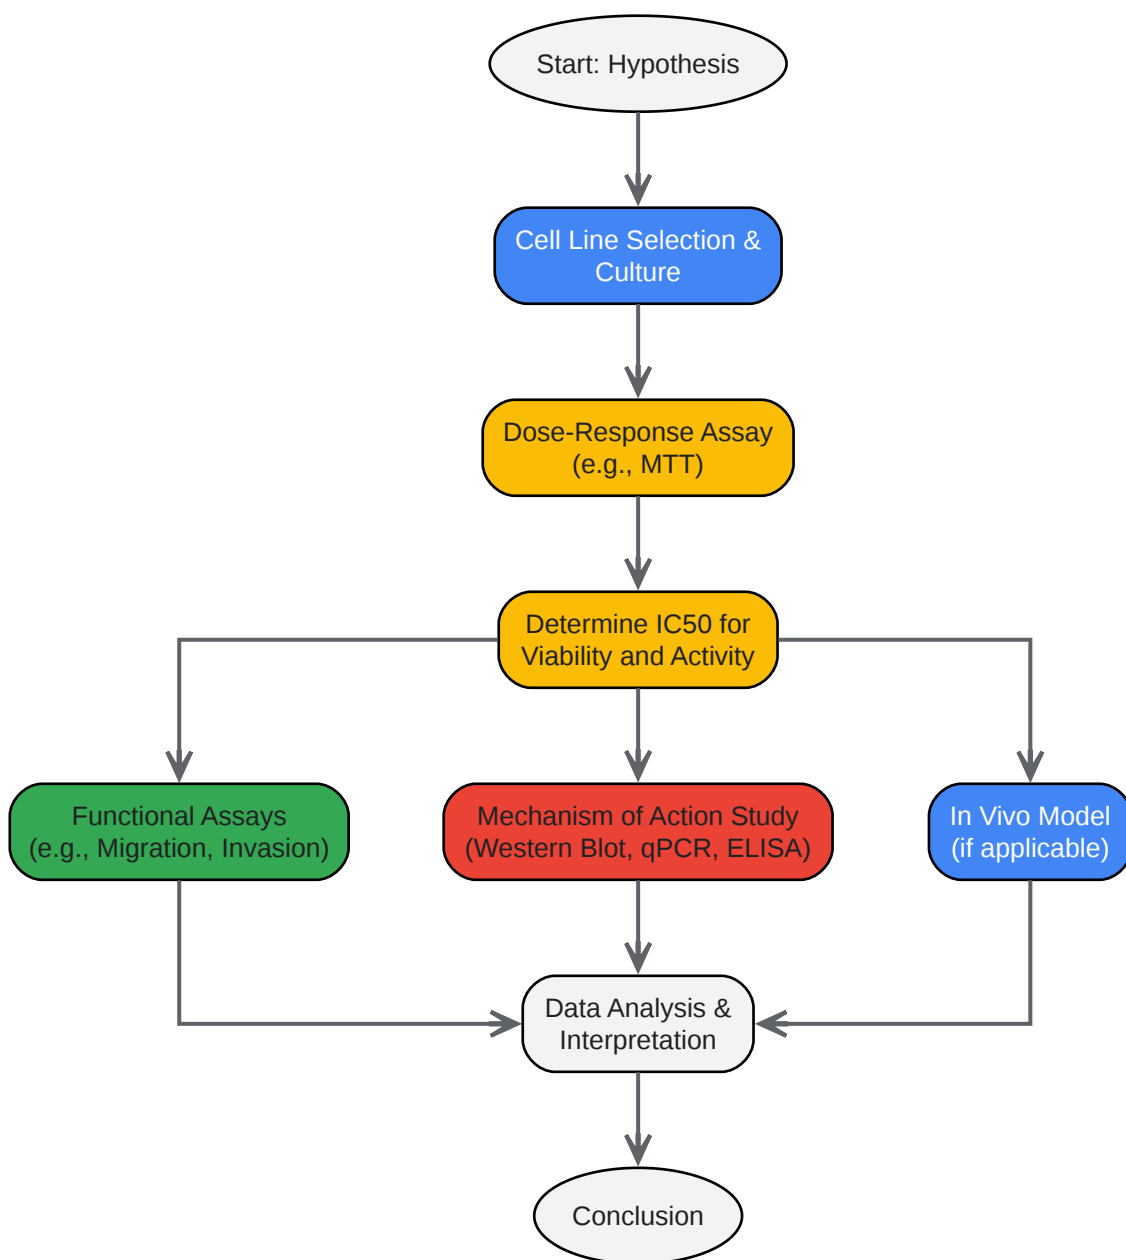 Start: Hypothesis
Cell Line Selection &
Culture
Dose-Response Assay
(e.g., MTT)
Determine IC50 for
Viability and Activity
Functional Assays
(e.g., Migration, Invasion)
Mechanism of Action Study
(Western Blot, qPCR, ELISA)
In Vivo Model
(if applicable)
Data Analysis &
Interpretation
Conclusion